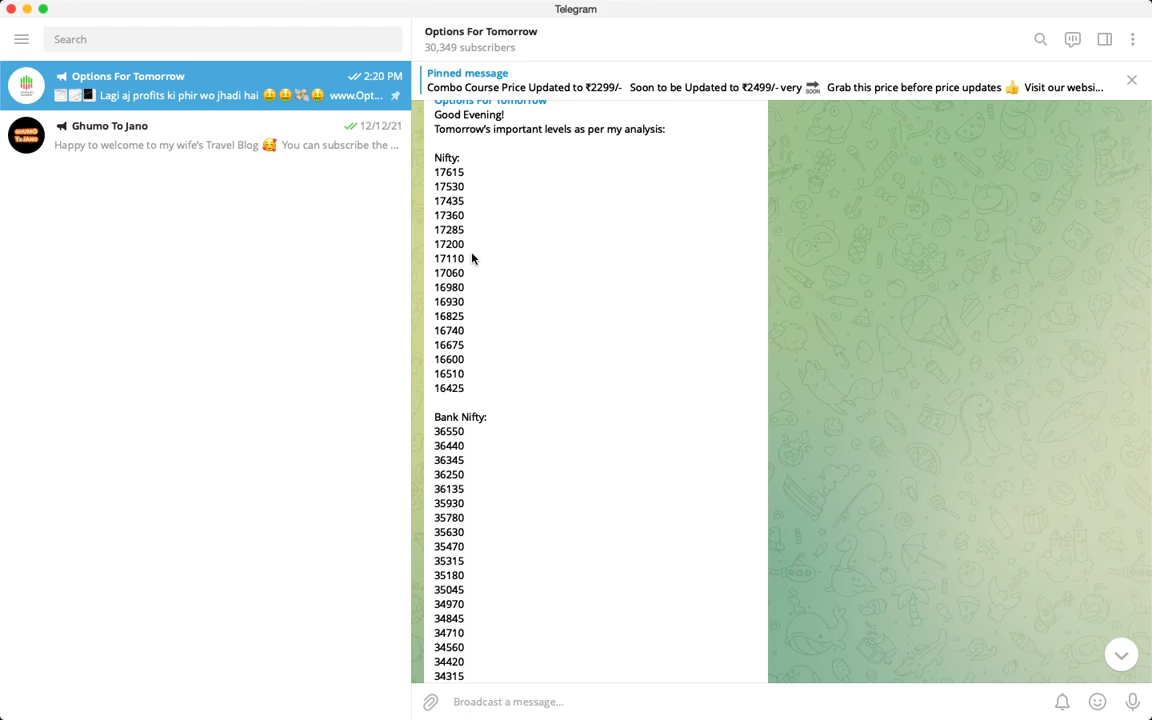 Telegram
Search
Options For Tomorrow
2:20 PM
Lagi aj profits ki phir wo jhadi hai 🤑🤑💸🤑 www.Opt...
Ghumo To Jano
12/12/21
Happy to welcome to my wife's Travel Blog 🥰 You can subscribe the ...
GHUMO
TO JANO
Options For Tomorrow
30,349 subscribers
Pinned message
Combo Course Price Updated to ₹2299/- Soon to be Updated to ₹2499/- very 🔜 Grab this price before price updates 👍 Visit our websi...
Options For Tomorrow
Good Evening!
Tomorrow's important levels as per my analysis:
Nifty:
17615
17530
17435
17360
17285
17200
17110
17060
16980
16930
16825
16740
16675
16600
16510
16425
Bank Nifty:
36550
36440
36345
36250
36135
35930
35780
35630
35470
35315
35180
35045
34970
34845
34710
34560
34420
34315
Broadcast a message...